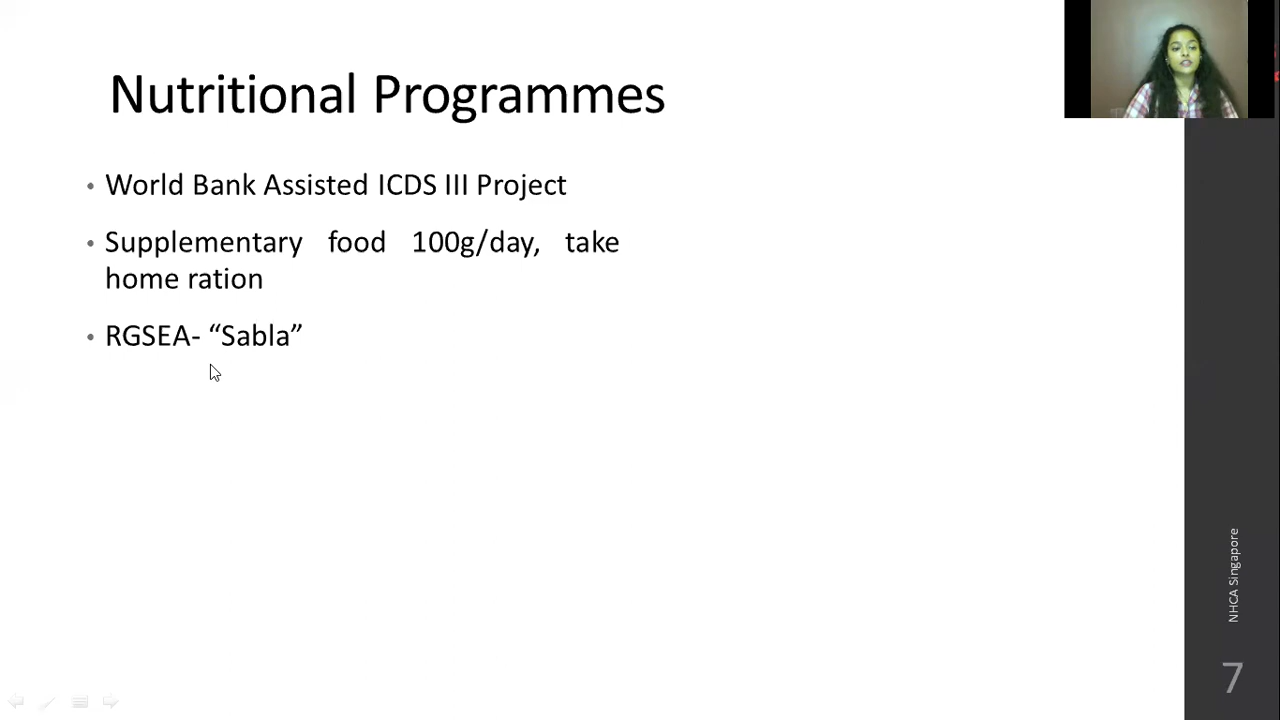 Nutritional Programmes
• World Bank Assisted ICDS III Project
• Supplementary food 100g/day, take
home ration
• RGSEA- “Sabla”
NHCA Singapore
7